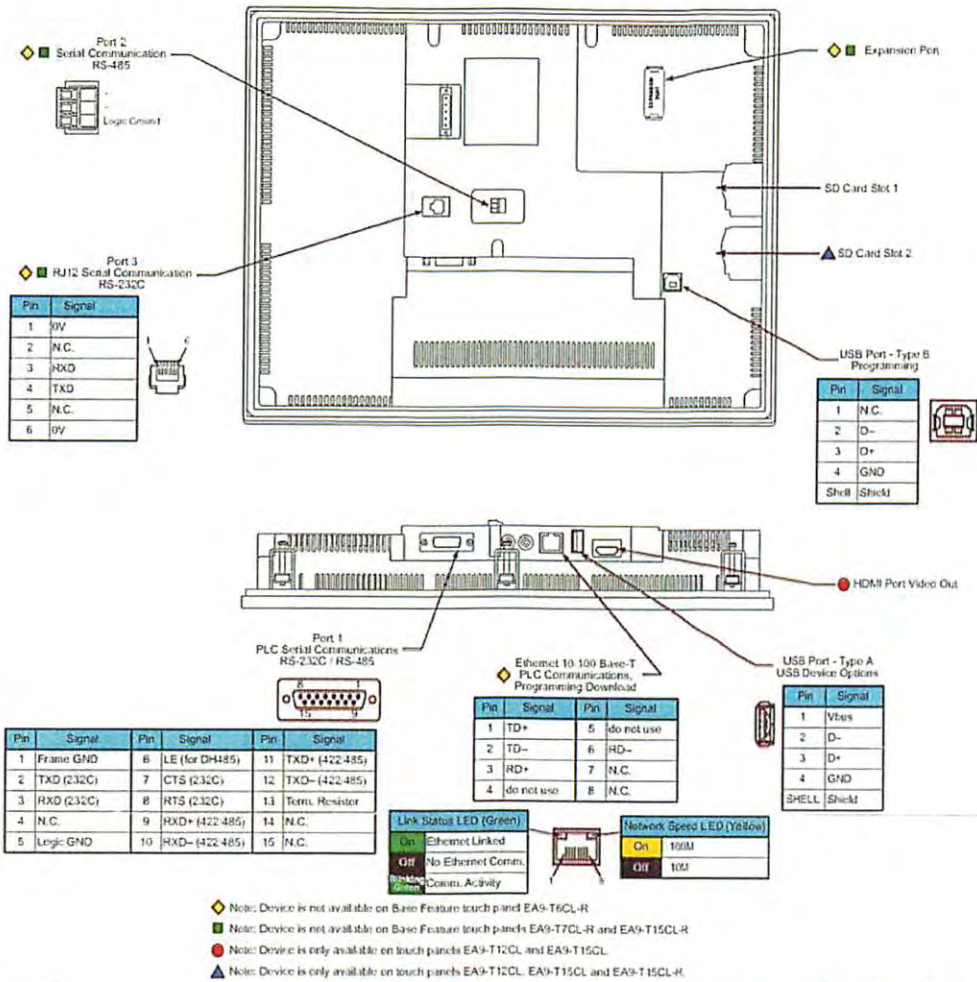 Port 2
Serial Communication
RS-485
Logic Ground
Expansion Port
EXPANSION
PORT
SD Card Slot 1
SD Card Slot 2
Port 3
RJ12 Serial Communication
RS-232C
Pin Signal
1 0V
2 N.C.
3 RXD
4 TXD
5 N.C.
6 0V
1 6
USB Port - Type B
Programming
Pin Signal
1 N.C.
2 D-
3 D+
4 GND
Shell Shield
HDMI Port Video Out
Port 1
PLC Serial Communications
RS-232C / RS-485
8 1
15 9
Pin Signal Pin Signal Pin Signal
1 Frame GND 6 LE (for DH485) 11 TXD+ (422-485)
2 TXD (232C) 7 CTS (232C) 12 TXD– (422-485)
3 RXD (232C) 8 RTS (232C) 13 Term. Resistor
4 N.C. 9 RXD+ (422-485) 14 N.C.
5 Logic GND 10 RXD– (422-485) 15 N.C.
Ethernet 10-100 Base-T
PLC Communications,
Programming Download
Pin Signal Pin Signal
1 TD+ 5 do not use
2 TD– 6 RD–
3 RD+ 7 N.C.
4 do not use 8 N.C.
USB Port - Type A
USB Device Options
Pin Signal
1 Vbus
2 D-
3 D+
4 GND
SHELL Shield
Link Status LED (Green)
On Ethernet Linked
Off No Ethernet Comm.
Blinking Green Comm. Activity
1 8
Network Speed LED (Yellow)
On 100M
Off 10M
Note: Device is not available on Base Feature touch panel EA9-T6CL-R
Note: Device is not available on Base Feature touch panels EA9-T7CL-R and EA9-T15CL-R
Note: Device is only available on touch panels EA9-T12CL and EA9-T15CL
Note: Device is only available on touch panels EA9-T12CL, EA9-T15CL and EA9-T15CL-R.